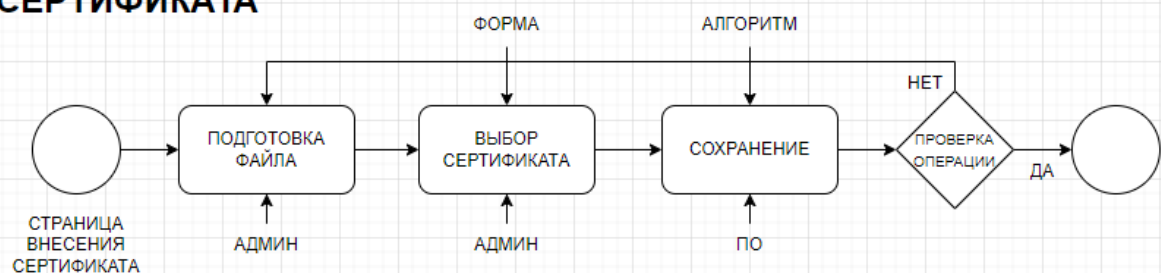 СЕРТИФИКАТА
ФОРМА
АЛГОРИТМ
НЕТ
ПОДГОТОВКА
ФАЙЛА
ВЫБОР
СЕРТИФИКАТА
СОХРАНЕНИЕ
ПРОВЕРКА
ОПЕРАЦИИ
ДА
СТРАНИЦА
ВНЕСЕНИЯ
СЕРТИФИКАТА
АДМИН
АДМИН
ПО